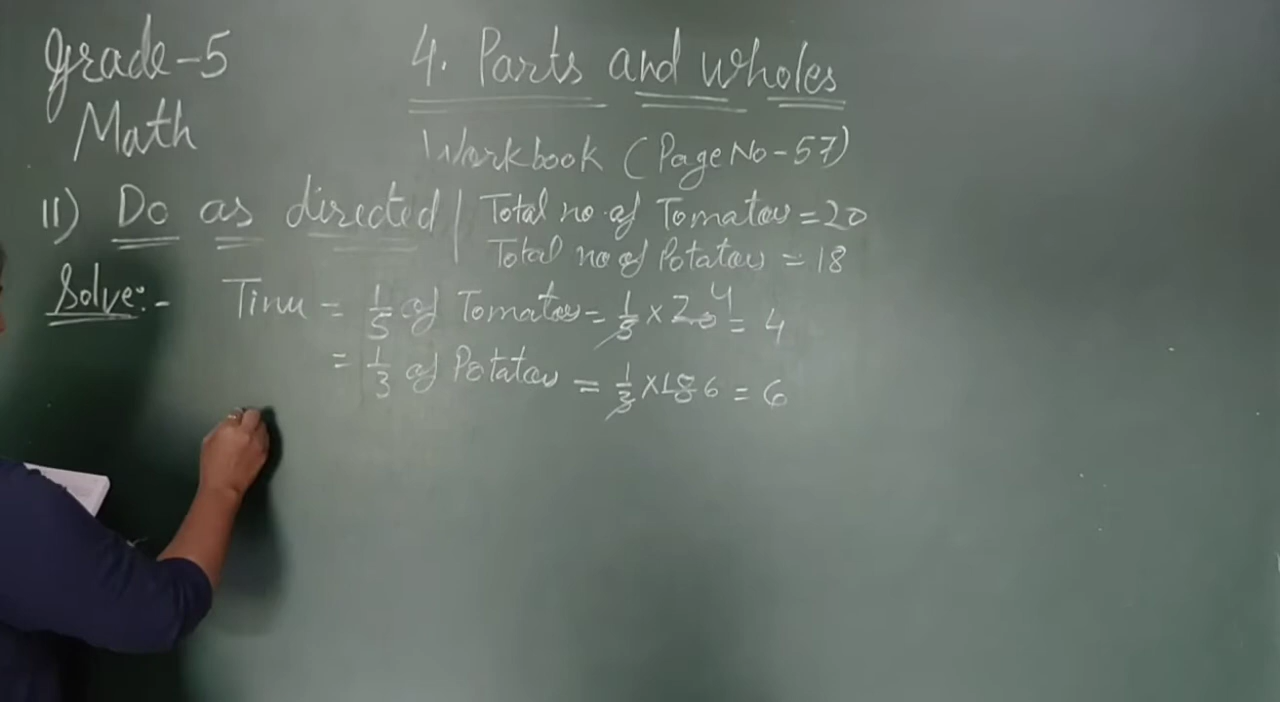 Grade-5
Math
4. Parts and wholes
Workbook (Page No-57)
11) Do as directed
Total no of Tomatoes = 20
Total no of Potatoes = 18
Solve:- Tinu = 1/5 of Tomatoes = 1/5 × 20 4 = 4
= 1/3 of Potatoes = 1/3 × 18 6 = 6